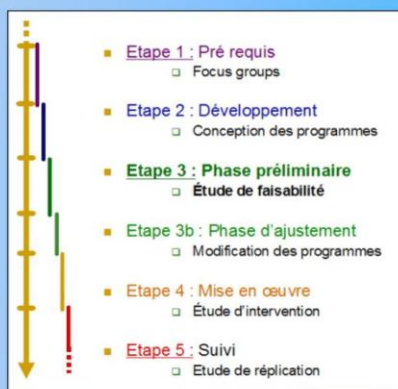 Etape 1 : Pré requis
Focus groups
Etape 2 : Développement
Conception des programmes
Etape 3 : Phase préliminaire
Étude de faisabilité
Etape 3b : Phase d'ajustement
Modification des programmes
Etape 4 : Mise en œuvre
Étude d'intervention
Etape 5 : Suivi
Etude de réplication